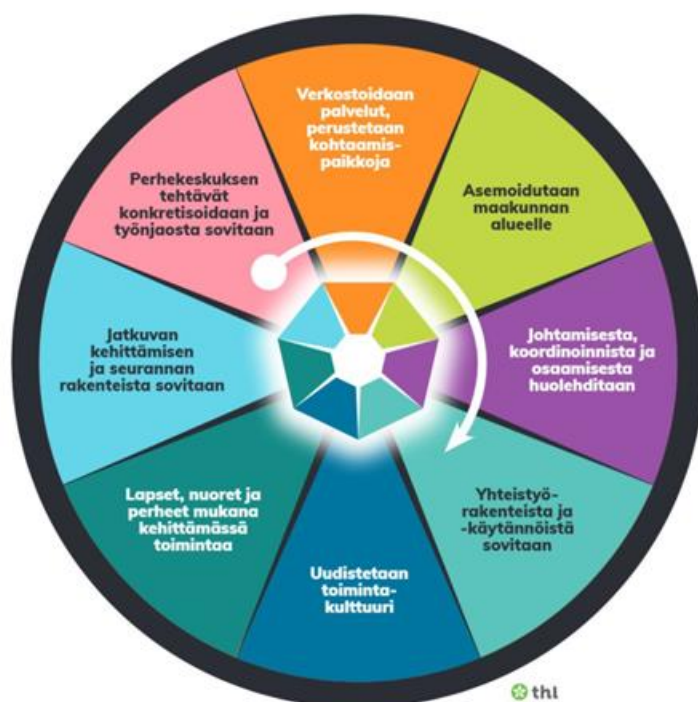 Verkostoidaan
palvelut,
perustetaan
kohtaamis-
paikkoja
Asemoidutaan
maakunnan
alueelle
Johtamisesta,
koordinoinnista ja
osaamisesta
huolehditaan
Yhteistyö-
rakenteista ja
-käytännöistä
sovitaan
Uudistetaan
toiminta-
kulttuuri
Lapset, nuoret ja
perheet mukana
kehittämässä
toimintaa
Jatkuvan
kehittämisen
ja seurannan
rakenteista sovitaan
Perhekeskuksen
tehtävät
konkretisoidaan ja
työnjaosta sovitaan
thl